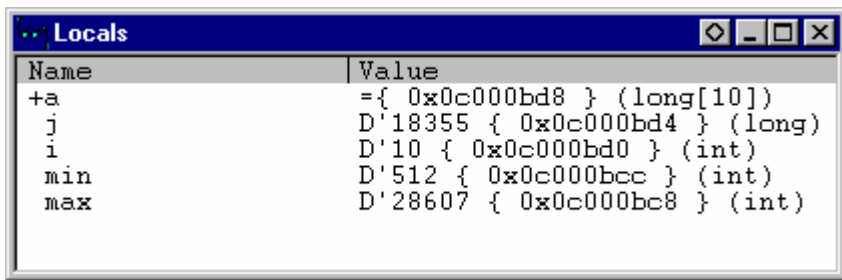 Locals
Name Value
+a ={ 0x0c000bd8 } (long[10])
j D'18355 { 0x0c000bd4 } (long)
i D'10 { 0x0c000bd0 } (int)
min D'512 { 0x0c000bcc } (int)
max D'28607 { 0x0c000bc8 } (int)